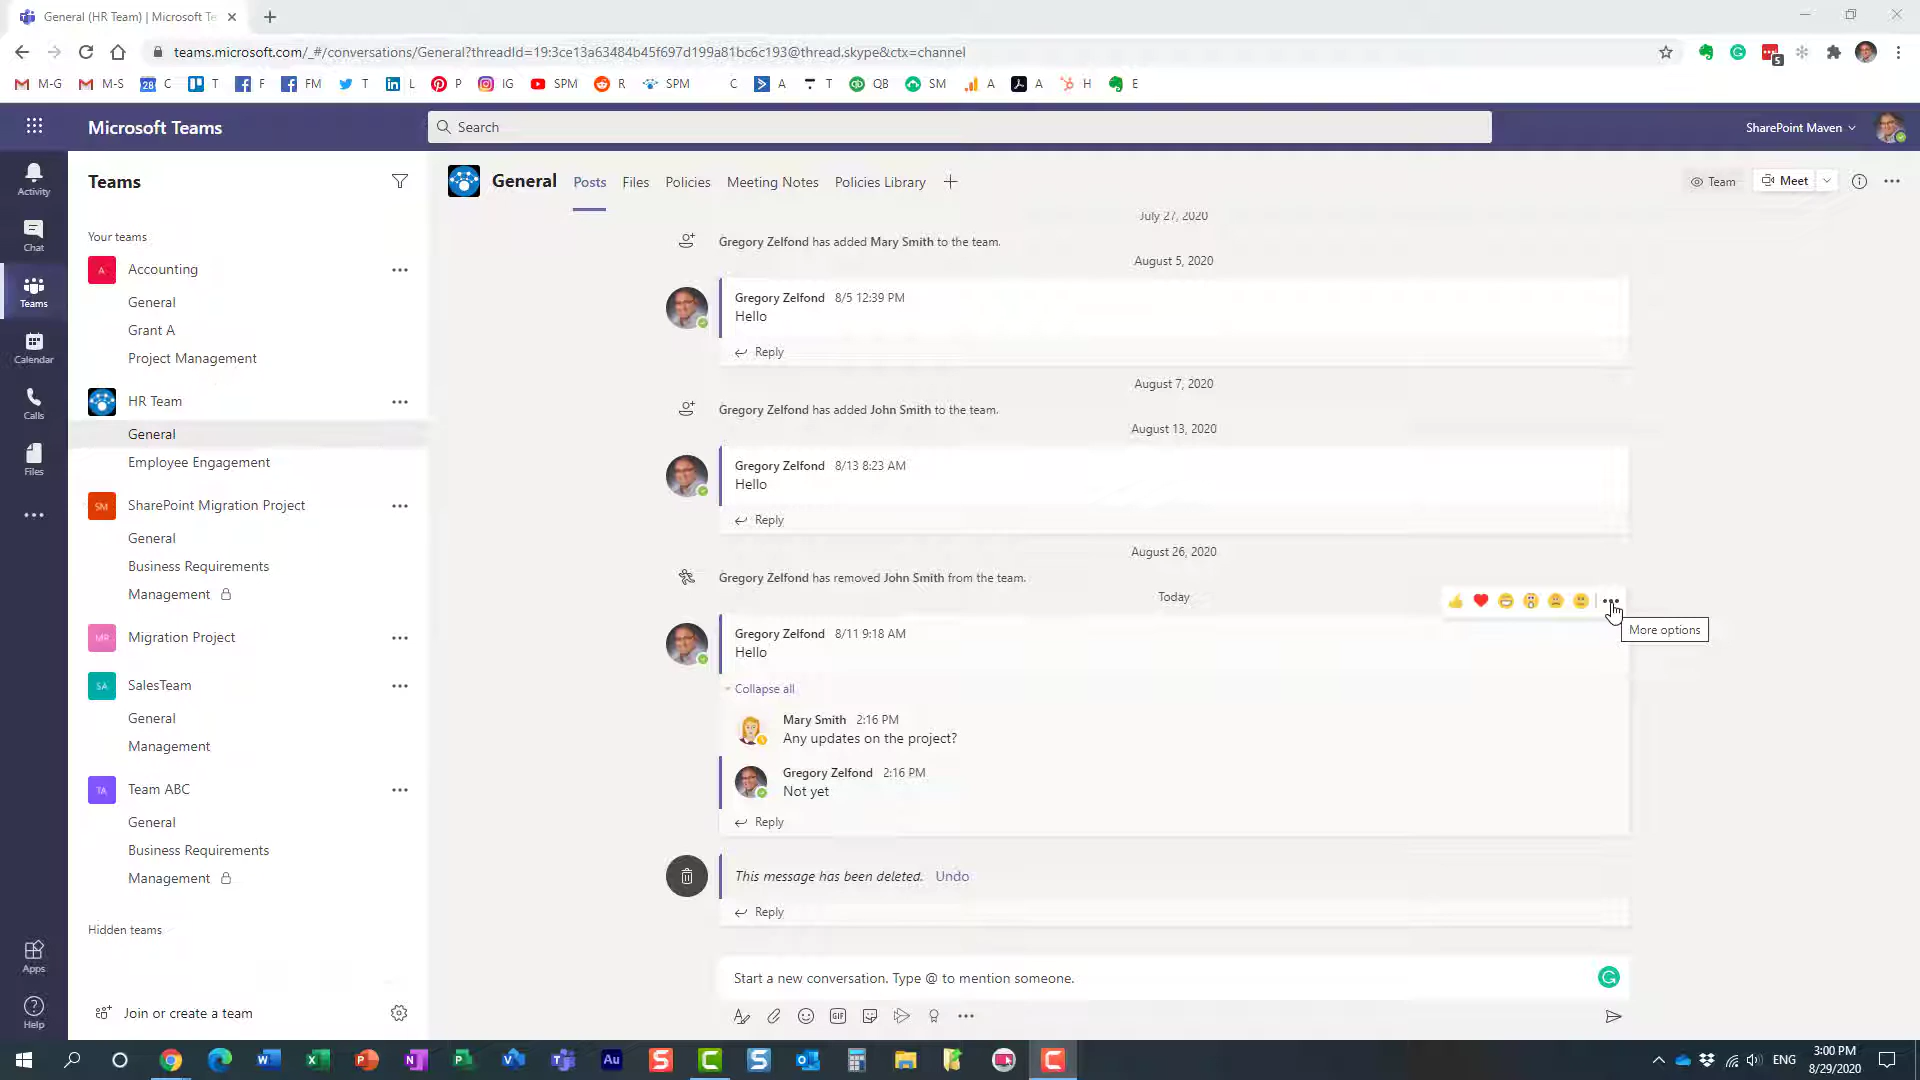 General (HR Team) | Microsoft Te
teams.microsoft.com/_#/conversations/General?threadId=19:3ce13a63484b45f697d199a81bc6c193@thread.skype&ctx=channel
5
M-G
M-S
28
C
T
F
FM
T
L
P
IG
SPM
R
SPM
C
A
T
QB
SM
A
A
H
E
Microsoft Teams
Search
SharePoint Maven
Activity
Chat
Teams
Calendar
Calls
Files
Apps
Help
Teams
Your teams
A
Accounting
General
Grant A
Project Management
HR Team
General
Employee Engagement
SM
SharePoint Migration Project
General
Business Requirements
Management
MR
Migration Project
SA
SalesTeam
General
Management
TA
Team ABC
General
Business Requirements
Management
Hidden teams
Join or create a team
General
Posts
Files
Policies
Meeting Notes
Policies Library
Team
Meet
July 27, 2020
Gregory Zelfond has added Mary Smith to the team.
August 5, 2020
Gregory Zelfond 8/5 12:39 PM
Hello
Reply
August 7, 2020
Gregory Zelfond has added John Smith to the team.
August 13, 2020
Gregory Zelfond 8/13 8:23 AM
Hello
Reply
August 26, 2020
Gregory Zelfond has removed John Smith from the team.
Today
More options
Gregory Zelfond 8/11 9:18 AM
Hello
Collapse all
Mary Smith 2:16 PM
Any updates on the project?
Gregory Zelfond 2:16 PM
Not yet
Reply
This message has been deleted. Undo
Reply
Start a new conversation. Type @ to mention someone.
GIF
Au
ENG
3:00 PM
8/29/2020